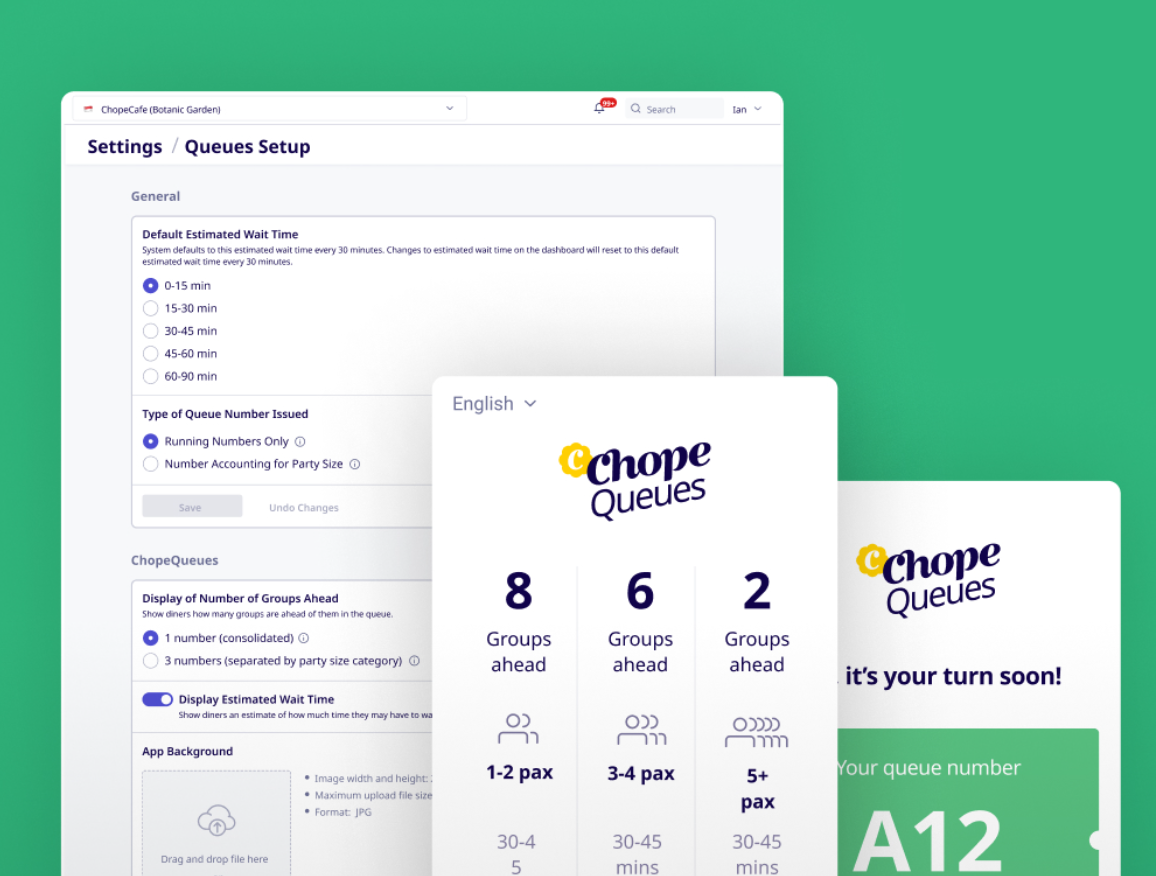 ChopeCafe (Botanic Garden)
99+
Search
Ian
Settings / Queues Setup
General
Default Estimated Wait Time
System defaults to this estimated wait time every 30 minutes. Changes to estimated wait time on the dashboard will reset to this default
estimated wait time every 30 minutes.
0-15 min
15-30 min
30-45 min
45-60 min
60-90 min
Type of Queue Number Issued
Running Numbers Only
Number Accounting for Party Size
Save
Undo Changes
ChopeQueues
Display of Number of Groups Ahead
Show diners how many groups are ahead of them in the queue.
1 number (consolidated)
3 numbers (separated by party size category)
Display Estimated Wait Time
Show diners an estimate of how much time they may have to wa
App Background
Image width and height:
Maximum upload file size
Format: JPG
Drag and drop file here
English
C Chope
Queues
8
Groups
ahead
1-2 pax
30-4
5
6
Groups
ahead
3-4 pax
30-45
mins
2
Groups
ahead
5+
pax
30-45
mins
C Chope
Queues
it's your turn soon!
Your queue number
A12